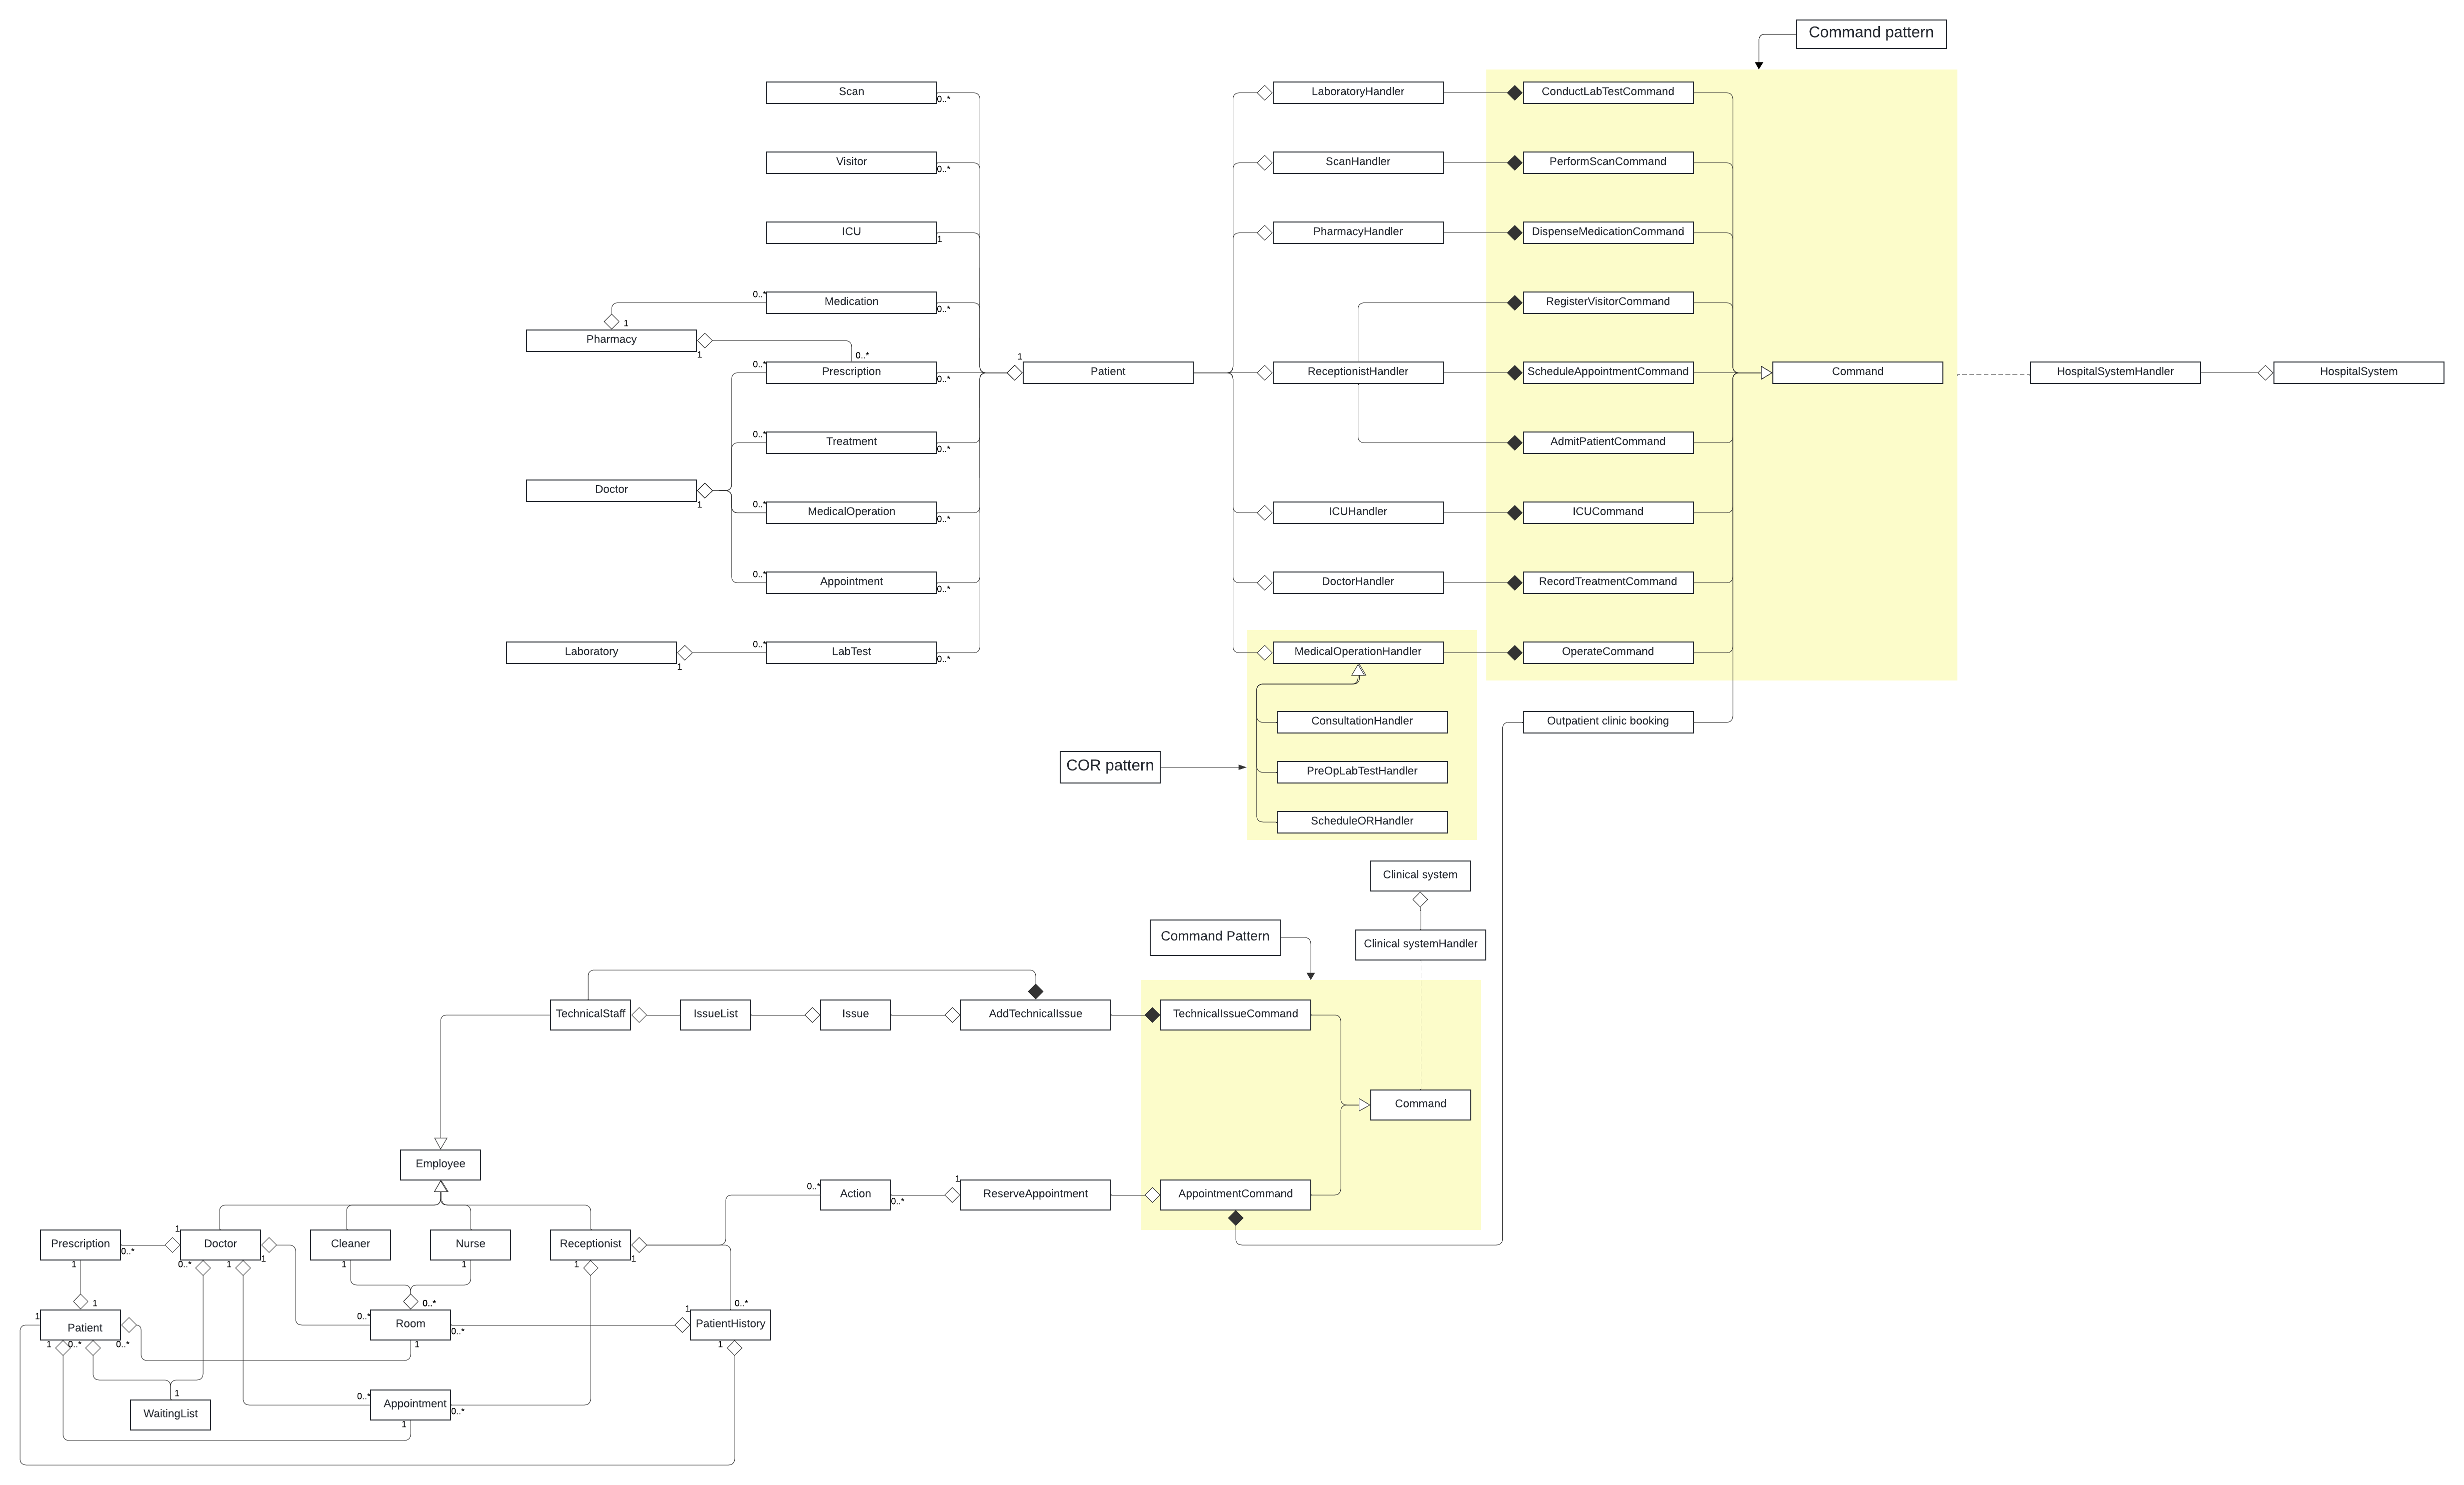 Command pattern
Scan
0..*
LaboratoryHandler
ConductLabTestCommand
Visitor
0..*
ScanHandler
PerformScanCommand
ICU
1
PharmacyHandler
DispenseMedicationCommand
0..*
Medication
0..*
RegisterVisitorCommand
1
Pharmacy
1
0..*
0..*
Prescription
0..*
1
Patient
ReceptionistHandler
ScheduleAppointmentCommand
Command
HospitalSystemHandler
HospitalSystem
0..*
Treatment
0..*
AdmitPatientCommand
Doctor
1
0..*
MedicalOperation
0..*
ICUHandler
ICUCommand
0..*
Appointment
0..*
DoctorHandler
RecordTreatmentCommand
Laboratory
1
0..*
LabTest
0..*
MedicalOperationHandler
OperateCommand
ConsultationHandler
Outpatient clinic booking
COR pattern
PreOpLabTestHandler
ScheduleORHandler
Clinical system
Command Pattern
Clinical systemHandler
TechnicalStaff
IssueList
Issue
AddTechnicalIssue
TechnicalIssueCommand
Command
Employee
0..*
Action
0..*
1
ReserveAppointment
AppointmentCommand
Prescription
0..*
1
Doctor
1
Cleaner
Nurse
Receptionist
1
1
0..*
1
1
1
1
1
0..*
0..*
1
Patient
0..*
Room
0..*
1
PatientHistory
1
0..*
0..*
1
1
1
WaitingList
0..*
Appointment
0..*
1